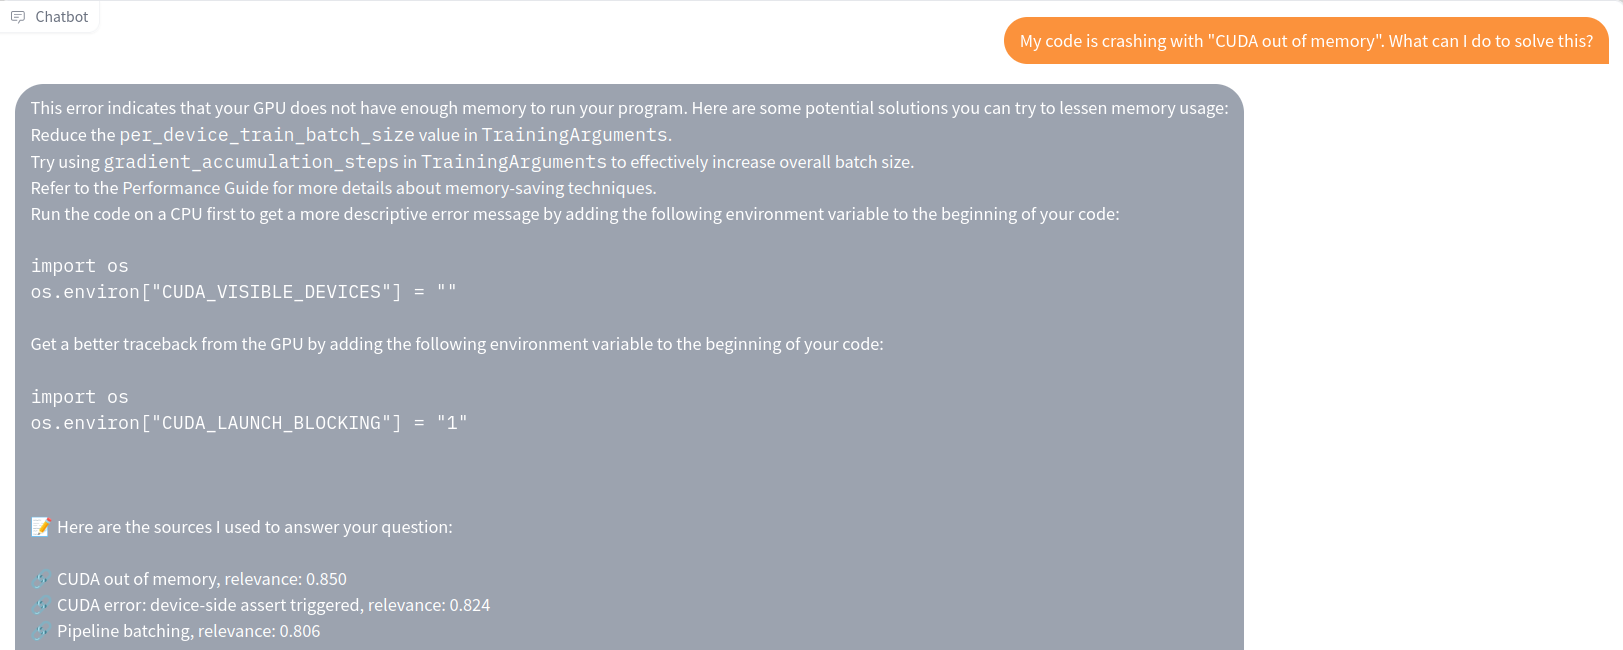 Chatbot
My code is crashing with "CUDA out of memory". What can I do to solve this?
This error indicates that your GPU does not have enough memory to run your program. Here are some potential solutions you can try to lessen memory usage:
Reduce the per_device_train_batch_size value in TrainingArguments.
Try using gradient_accumulation_steps in TrainingArguments to effectively increase overall batch size.
Refer to the Performance Guide for more details about memory-saving techniques.
Run the code on a CPU first to get a more descriptive error message by adding the following environment variable to the beginning of your code:
import os
os.environ["CUDA_VISIBLE_DEVICES"] = ""
Get a better traceback from the GPU by adding the following environment variable to the beginning of your code:
import os
os.environ["CUDA_LAUNCH_BLOCKING"] = "1"
📝 Here are the sources I used to answer your question:
🔗 CUDA out of memory, relevance: 0.850
🔗 CUDA error: device-side assert triggered, relevance: 0.824
🔗 Pipeline batching, relevance: 0.806